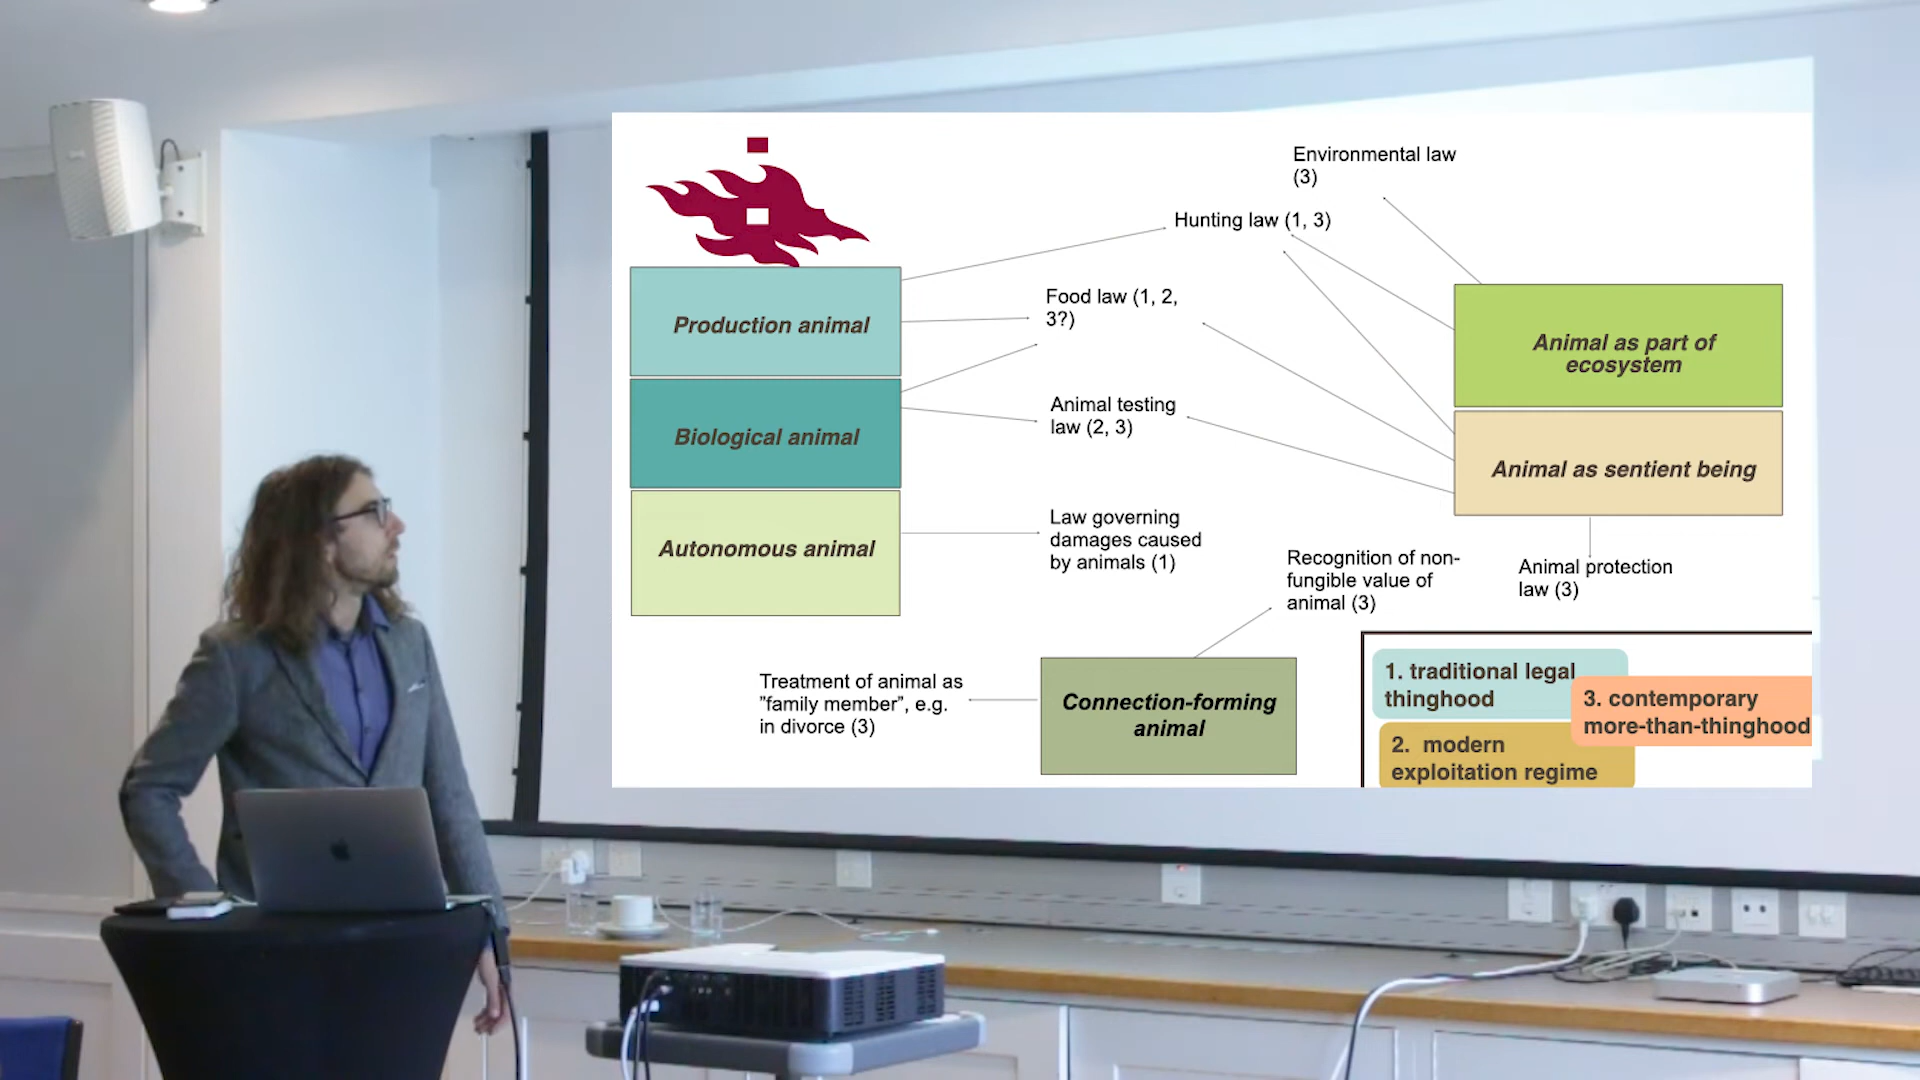 Environmental law
(3)
Hunting law (1, 3)
Production animal
Food law (1, 2,
3?)
Animal as part of
ecosystem
Biological animal
Animal testing
law (2, 3)
Animal as sentient being
Autonomous animal
Law governing
damages caused
by animals (1)
Recognition of non-
fungible value of
animal (3)
Animal protection
law (3)
Treatment of animal as
”family member”, e.g.
in divorce (3)
Connection-forming
animal
1. traditional legal
thinghood
3. contemporary
more-than-thinghood
2. modern
exploitation regime